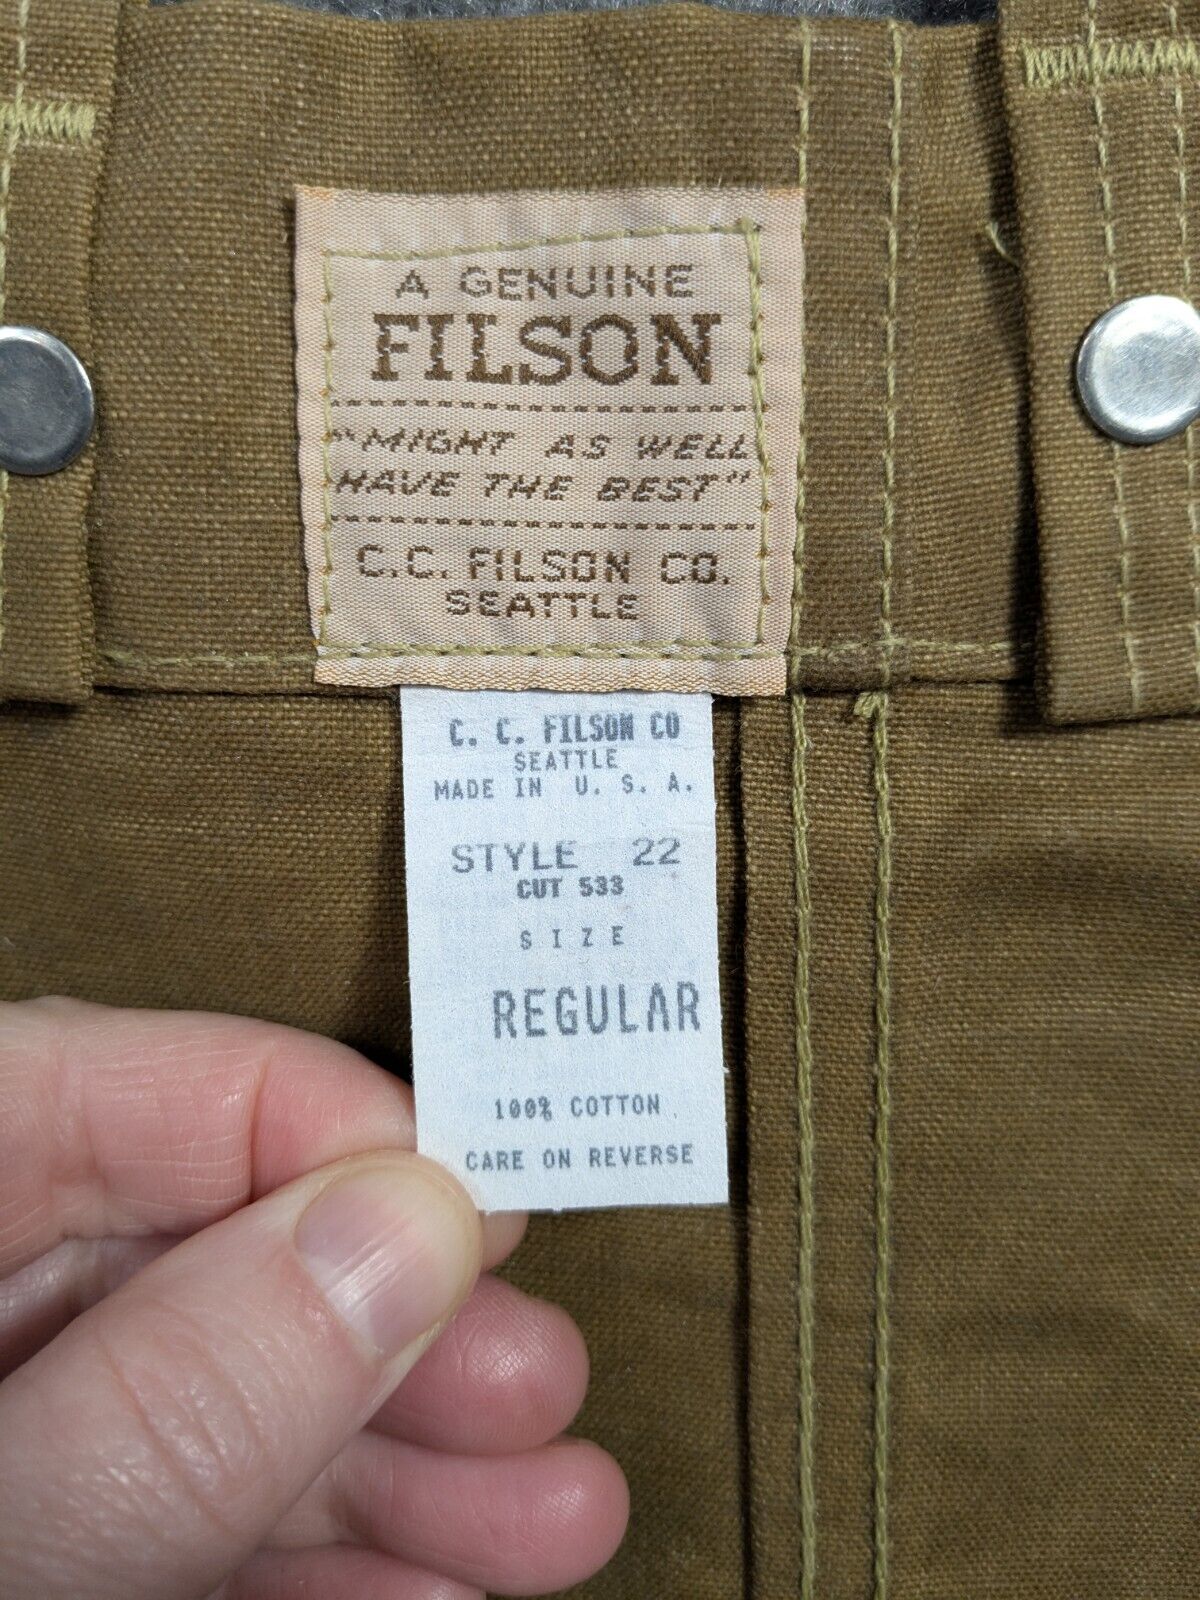 A GENUINE
FILSON
"MIGHT AS WELL
HAVE THE BEST"
C.C. FILSON CO.
SEATTLE
C. C. FILSON CO
SEATTLE
MADE IN U. S. A.
STYLE 22
CUT 533
SIZE
REGULAR
100% COTTON
CARE ON REVERSE